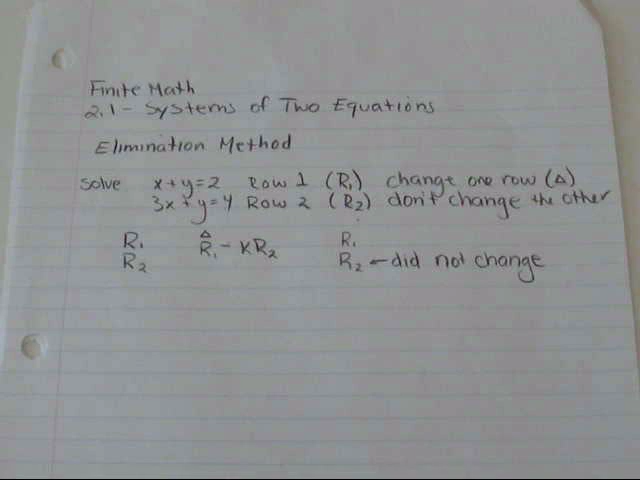 Finite Math
2.1 - Systems of Two Equations
Elimination Method
Solve x + y = 2 Row 1 (R₁) change one row (△)
3x + y = 4 Row 2 (R₂) don't change the other
R₁ △ R₁ - KR₂ R₁
R₂ R₂ ← did not change